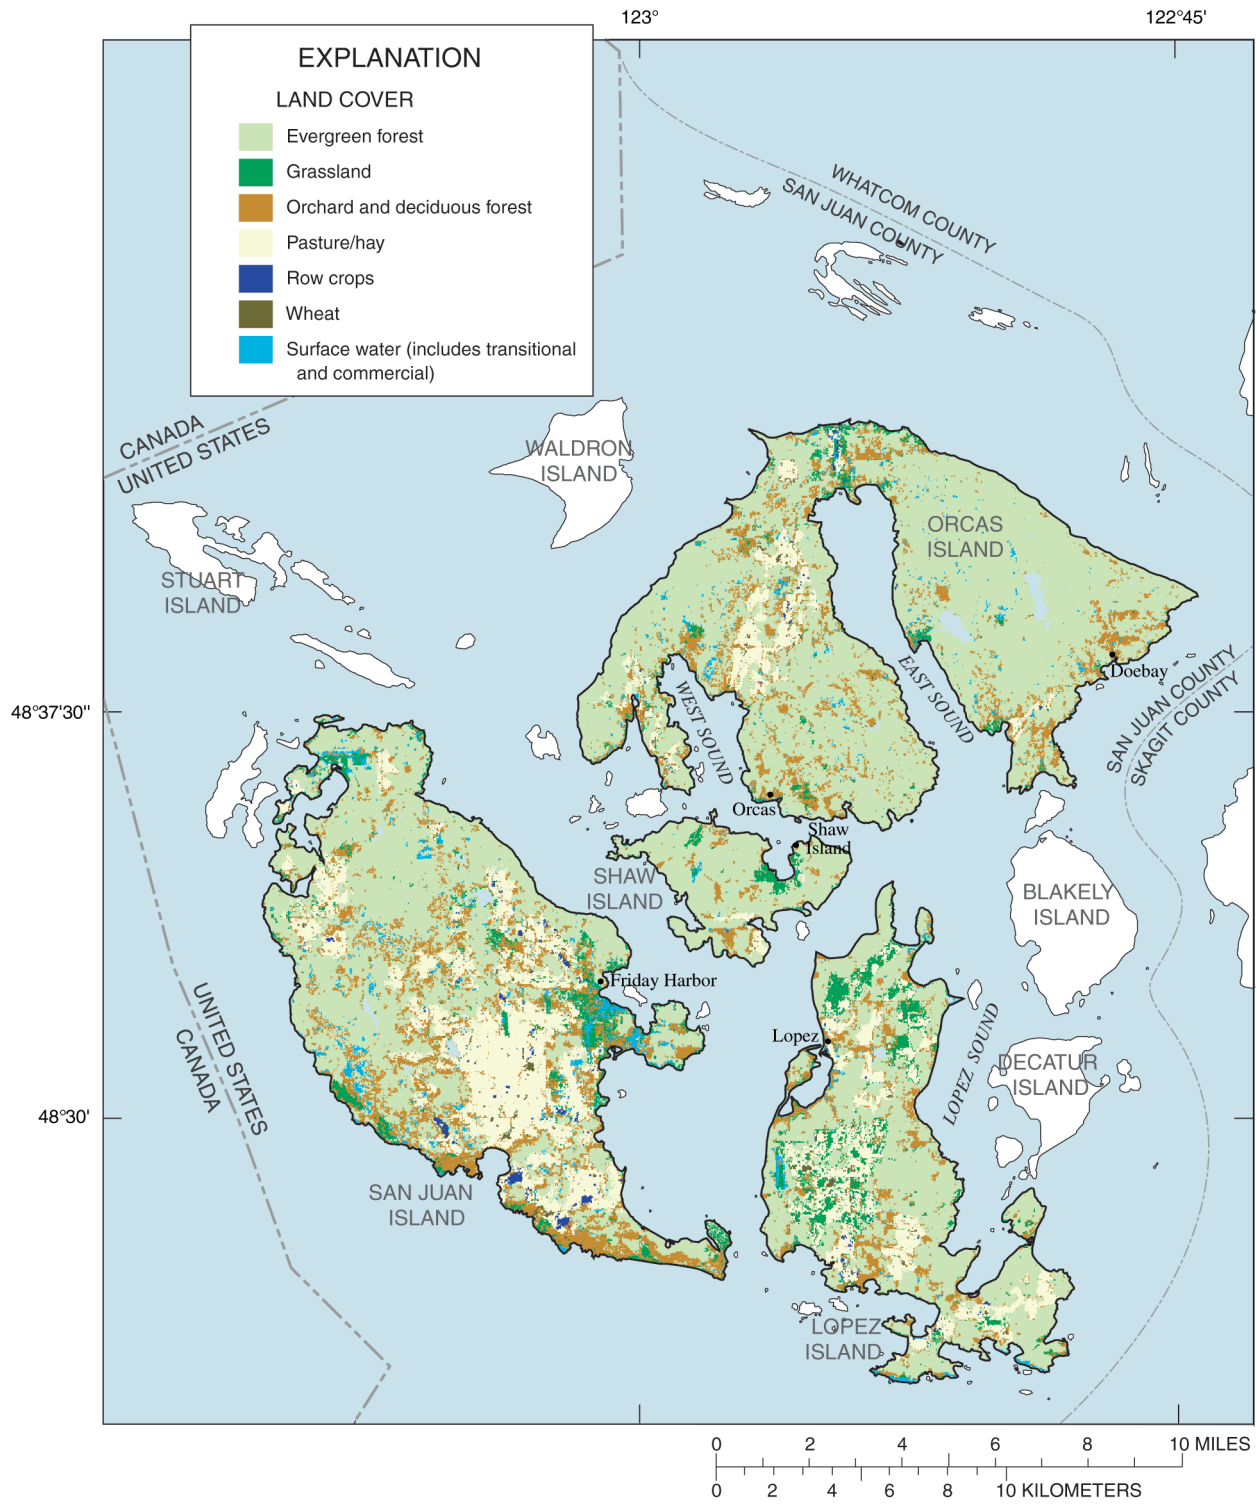 123°
122°45'
EXPLANATION
LAND COVER
Evergreen forest
Grassland
Orchard and deciduous forest
Pasture/hay
Row crops
Wheat
Surface water (includes transitional
and commercial)
WHATCOM COUNTY
SAN JUAN COUNTY
CANADA
UNITED STATES
WALDRON
ISLAND
STUART
ISLAND
ORCAS
ISLAND
EAST SOUND
WEST SOUND
Doebay
SAN JUAN COUNTY
SKAGIT COUNTY
48°37'30"
Orcas
Shaw
Island
SHAW
ISLAND
BLAKELY
ISLAND
Friday Harbor
UNITED STATES
CANADA
Lopez
LOPEZ SOUND
DECATUR
ISLAND
48°30'
SAN JUAN
ISLAND
LOPEZ
ISLAND
0 2 4 6 8 10 MILES
0 2 4 6 8 10 KILOMETERS